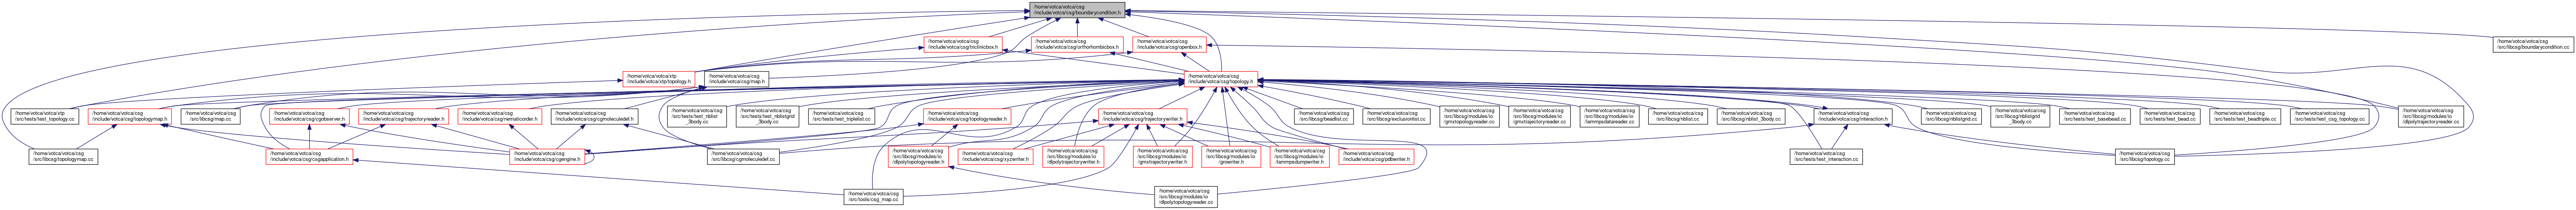 /home/votca/votca/csg
/include/votca/csg/boundarycondition.h
/home/votca/votca/csg
/include/votca/csg/triclinicbox.h
/home/votca/votca/csg
/include/votca/csg/orthorhombicbox.h
/home/votca/votca/csg
/include/votca/csg/openbox.h
/home/votca/votca/csg
/src/libcsg/boundarycondition.cc
/home/votca/votca/xtp
/include/votca/xtp/topology.h
/home/votca/votca/csg
/include/votca/csg/map.h
/home/votca/votca/csg
/include/votca/csg/topology.h
/home/votca/votca/xtp
/src/tests/test_topology.cc
/home/votca/votca/csg
/include/votca/csg/topologymap.h
/home/votca/votca/csg
/src/libcsg/map.cc
/home/votca/votca/csg
/include/votca/csg/cgobserver.h
/home/votca/votca/csg
/include/votca/csg/trajectoryreader.h
/home/votca/votca/csg
/include/votca/csg/nematicorder.h
/home/votca/votca/csg
/include/votca/csg/cgmoleculedef.h
/home/votca/votca/csg
/src/tests/test_nblist
_3body.cc
/home/votca/votca/csg
/src/tests/test_nblistgrid
_3body.cc
/home/votca/votca/csg
/src/tests/test_tripletlist.cc
/home/votca/votca/csg
/include/votca/csg/topologyreader.h
/home/votca/votca/csg
/include/votca/csg/trajectorywriter.h
/home/votca/votca/csg
/src/libcsg/beadlist.cc
/home/votca/votca/csg
/src/libcsg/exclusionlist.cc
/home/votca/votca/csg
/src/libcsg/modules/io
/gmxtopologyreader.cc
/home/votca/votca/csg
/src/libcsg/modules/io
/gmxtrajectoryreader.cc
/home/votca/votca/csg
/src/libcsg/modules/io
/lammpsdatareader.cc
/home/votca/votca/csg
/src/libcsg/nblist.cc
/home/votca/votca/csg
/src/libcsg/nblist_3body.cc
/home/votca/votca/csg
/include/votca/csg/interaction.h
/home/votca/votca/csg
/src/libcsg/nblistgrid.cc
/home/votca/votca/csg
/src/libcsg/nblistgrid
_3body.cc
/home/votca/votca/csg
/src/tests/test_basebead.cc
/home/votca/votca/csg
/src/tests/test_bead.cc
/home/votca/votca/csg
/src/tests/test_beadtriple.cc
/home/votca/votca/csg
/src/tests/test_csg_topology.cc
/home/votca/votca/csg
/src/libcsg/modules/io
/dlpolytrajectoryreader.cc
/home/votca/votca/csg
/src/libcsg/topologymap.cc
/home/votca/votca/csg
/include/votca/csg/csgapplication.h
/home/votca/votca/csg
/include/votca/csg/cgengine.h
/home/votca/votca/csg
/src/libcsg/cgmoleculedef.cc
/home/votca/votca/csg
/src/libcsg/modules/io
/dlpolytopologyreader.h
/home/votca/votca/csg
/include/votca/csg/xyzwriter.h
/home/votca/votca/csg
/src/libcsg/modules/io
/dlpolytrajectorywriter.h
/home/votca/votca/csg
/src/libcsg/modules/io
/gmxtrajectorywriter.h
/home/votca/votca/csg
/src/libcsg/modules/io
/growriter.h
/home/votca/votca/csg
/src/libcsg/modules/io
/lammpsdumpwriter.h
/home/votca/votca/csg
/include/votca/csg/pdbwriter.h
/home/votca/votca/csg
/src/tests/test_interaction.cc
/home/votca/votca/csg
/src/libcsg/topology.cc
/home/votca/votca/csg
/src/tools/csg_map.cc
/home/votca/votca/csg
/src/libcsg/modules/io
/dlpolytopologyreader.cc